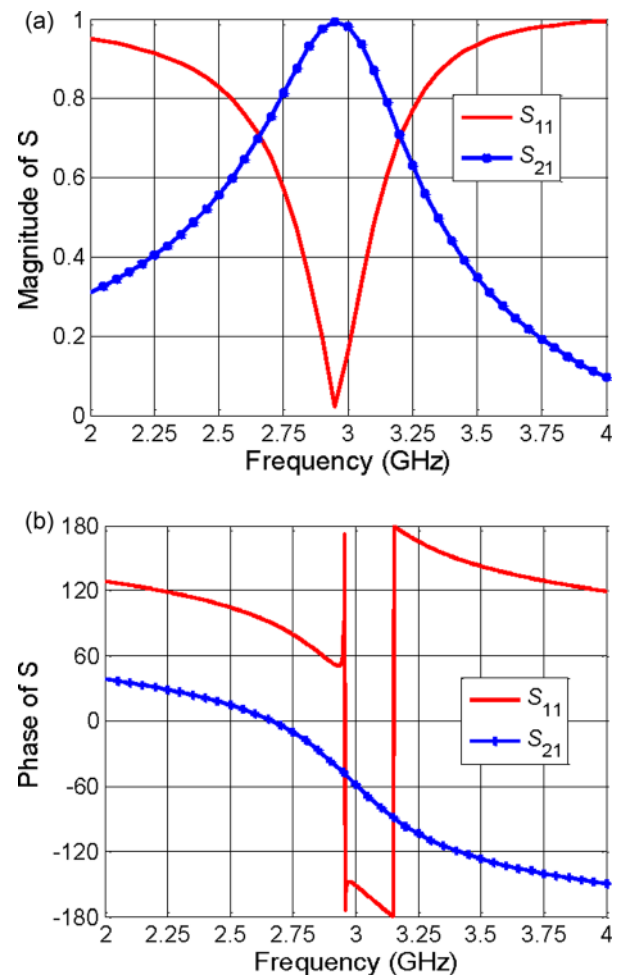 (a)
Magnitude of S
1
0.8
0.6
0.4
0.2
0
S11
S21
2 2.25 2.5 2.75 3 3.25 3.5 3.75 4
Frequency (GHz)
(b)
Phase of S
180
120
60
0
-60
-120
-180
S11
S21
2 2.25 2.5 2.75 3 3.25 3.5 3.75 4
Frequency (GHz)